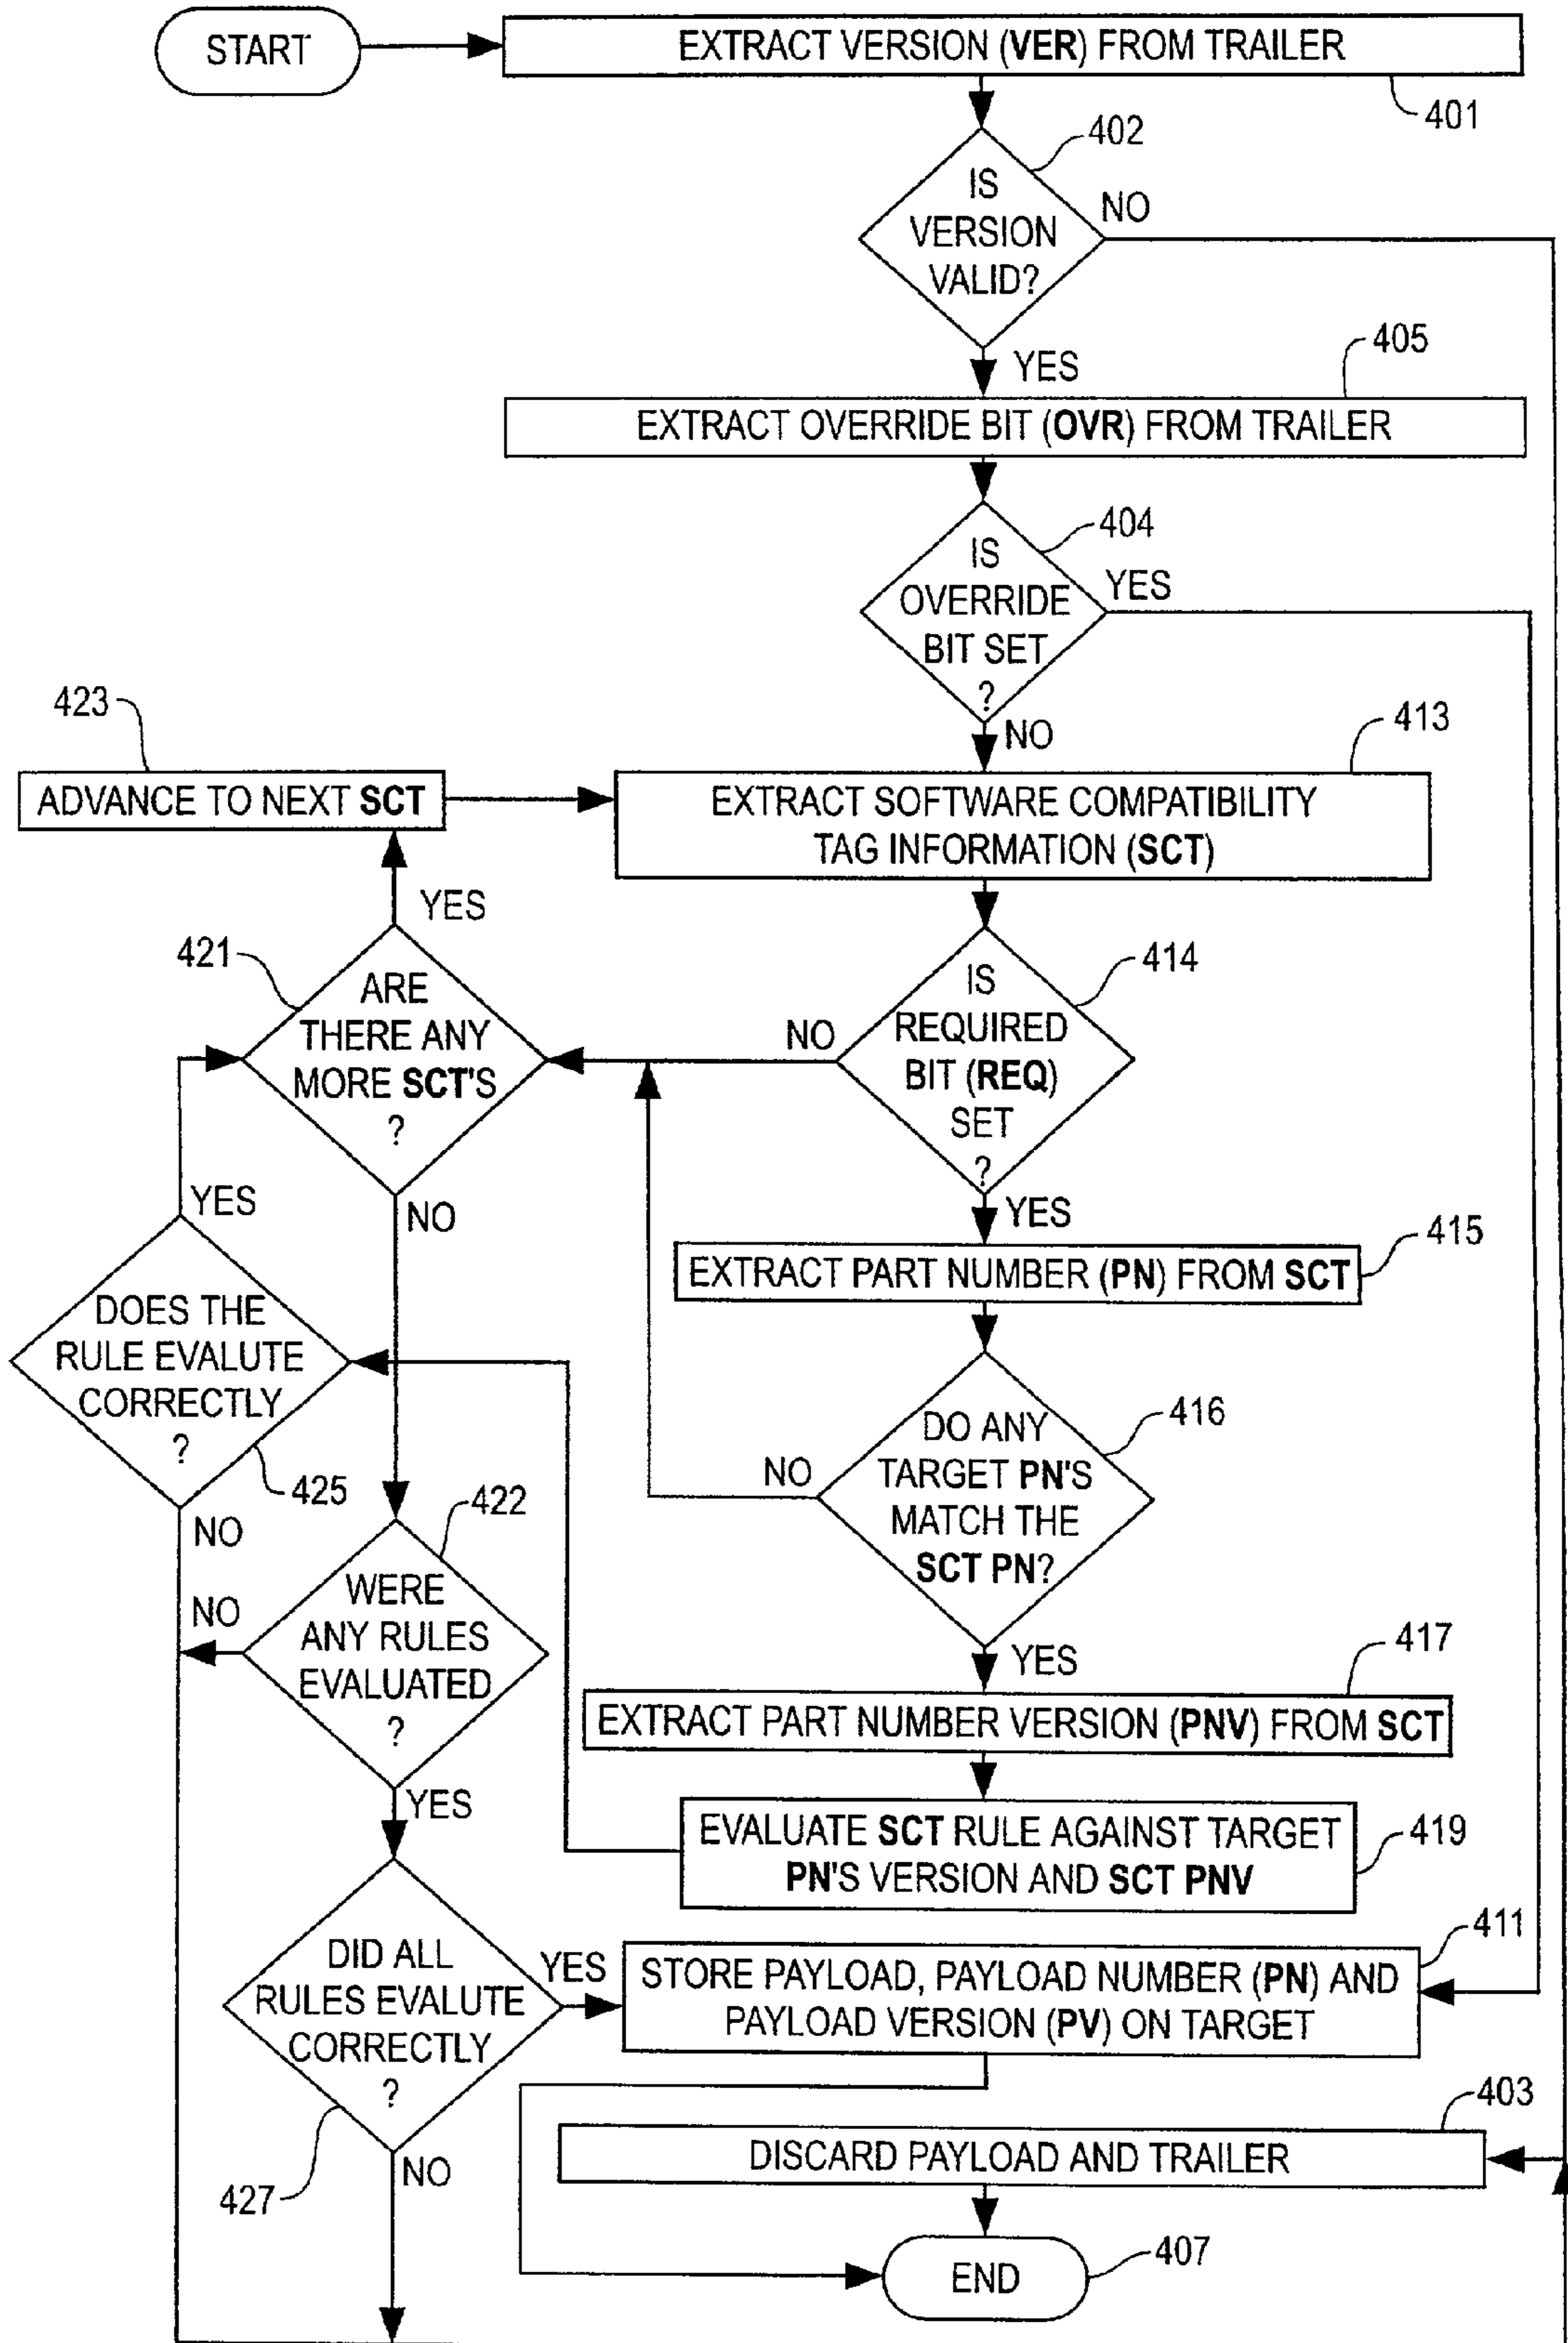 START
EXTRACT VERSION (VER) FROM TRAILER
401
402
IS
VERSION
VALID?
NO
YES
405
EXTRACT OVERRIDE BIT (OVR) FROM TRAILER
404
IS
OVERRIDE
BIT SET
?
YES
NO
423
ADVANCE TO NEXT SCT
413
EXTRACT SOFTWARE COMPATIBILITY
TAG INFORMATION (SCT)
YES
421
ARE
THERE ANY
MORE SCT'S
?
NO
414
IS
REQUIRED
BIT (REQ)
SET
?
NO
YES
415
EXTRACT PART NUMBER (PN) FROM SCT
YES
DOES THE
RULE EVALUTE
CORRECTLY
?
425
NO
416
DO ANY
TARGET PN'S
MATCH THE
SCT PN?
NO
YES
422
WERE
ANY RULES
EVALUATED
?
NO
YES
417
EXTRACT PART NUMBER VERSION (PNV) FROM SCT
EVALUATE SCT RULE AGAINST TARGET
PN'S VERSION AND SCT PNV
419
DID ALL
RULES EVALUTE
CORRECTLY
?
YES
427
NO
411
STORE PAYLOAD, PAYLOAD NUMBER (PN) AND
PAYLOAD VERSION (PV) ON TARGET
403
DISCARD PAYLOAD AND TRAILER
END
407